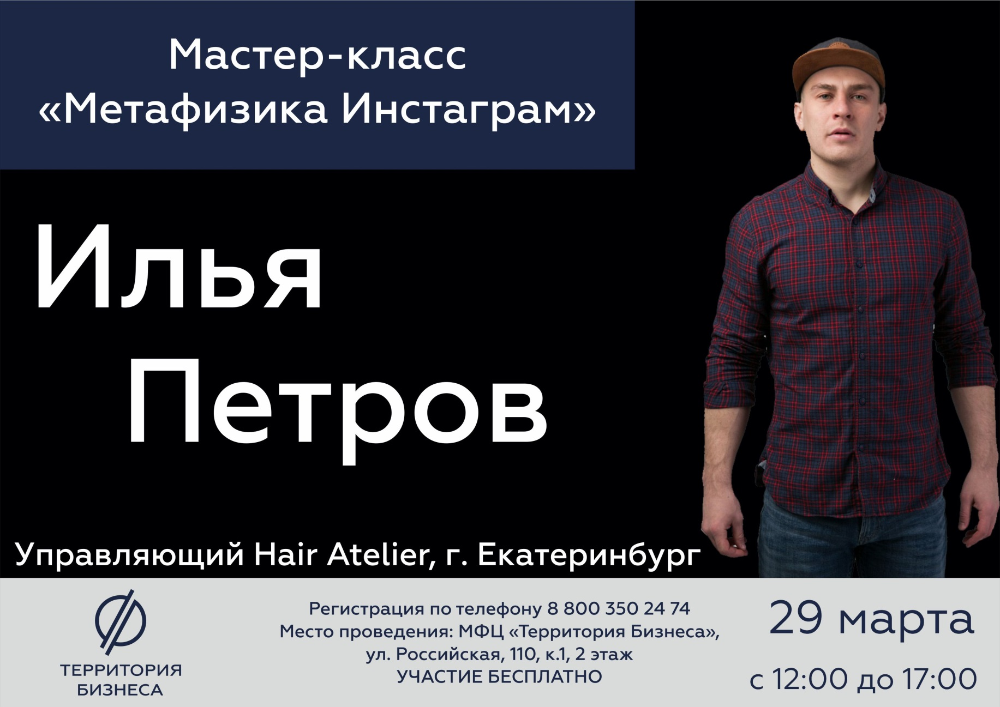 Мастер-класс
«Метафизика Инстаграм»
Илья
Петров
Управляющий Hair Atelier, г. Екатеринбург
ТЕРРИТОРИЯ
БИЗНЕСА
Регистрация по телефону 8 800 350 24 74
Место проведения: МФЦ «Территория Бизнеса»,
ул. Российская, 110, к.1, 2 этаж
УЧАСТИЕ БЕСПЛАТНО
29 марта
с 12:00 до 17:00